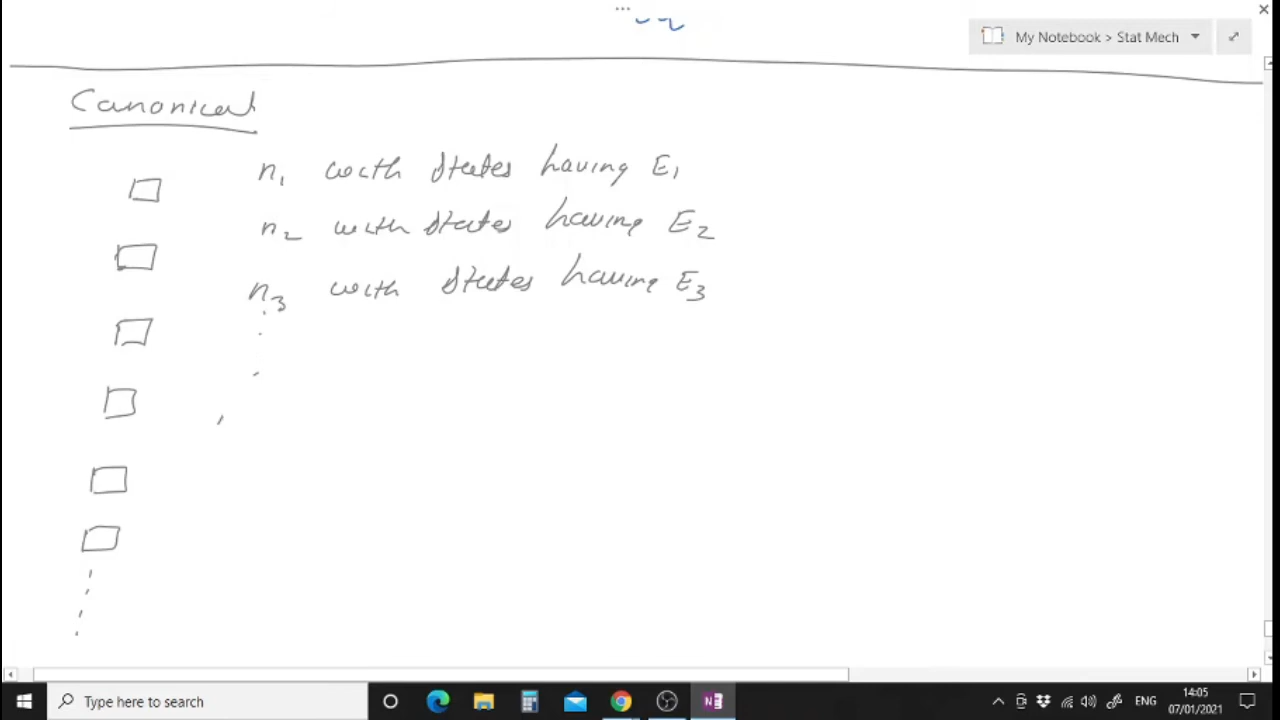 My Notebook > Stat Mech
Canonical
n1 with states having E1
n2 with states having E2
n3 with states having E3
Type here to search
ENG
14:05
07/01/2021